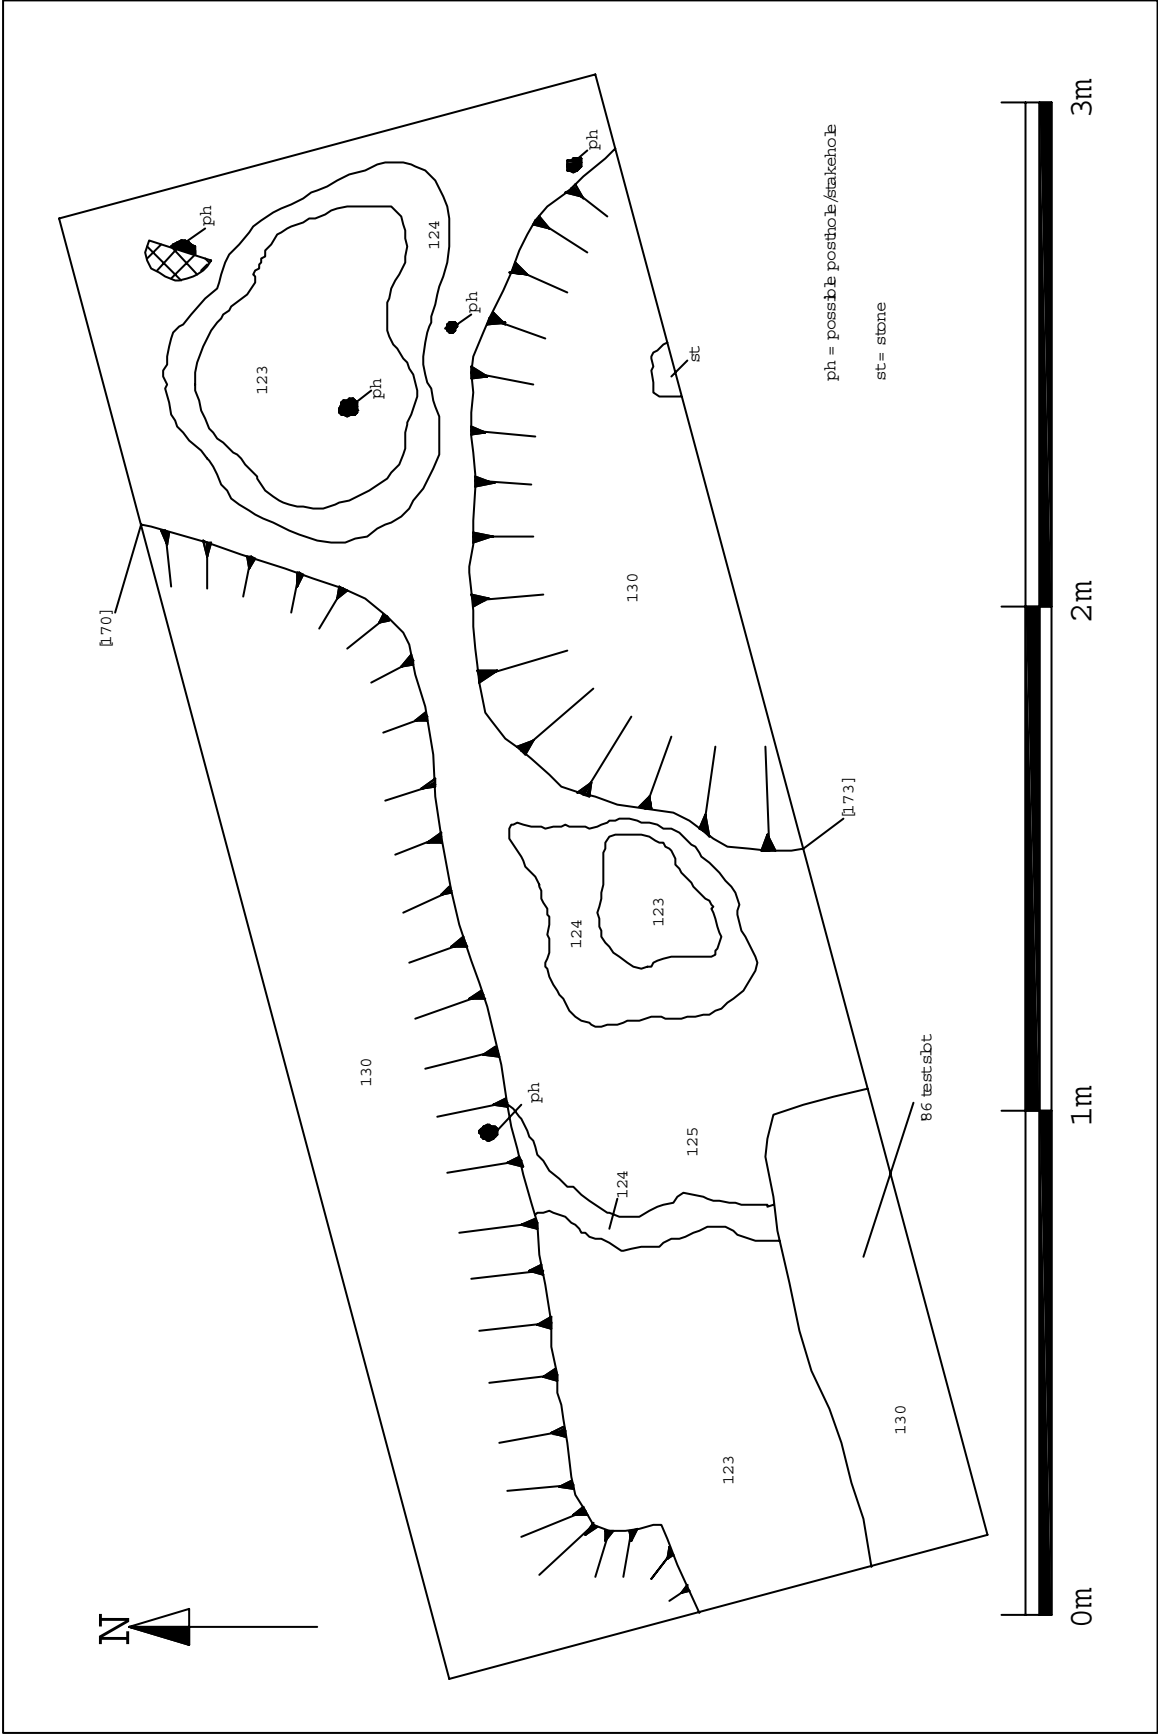 N
[170]
130
ph
123
ph
124
ph
ph
130
st
[173]
124
123
ph
125
124
123
130
'86 test slot
ph = possible posthole/stakehole
st = stone
0m
1m
2m
3m